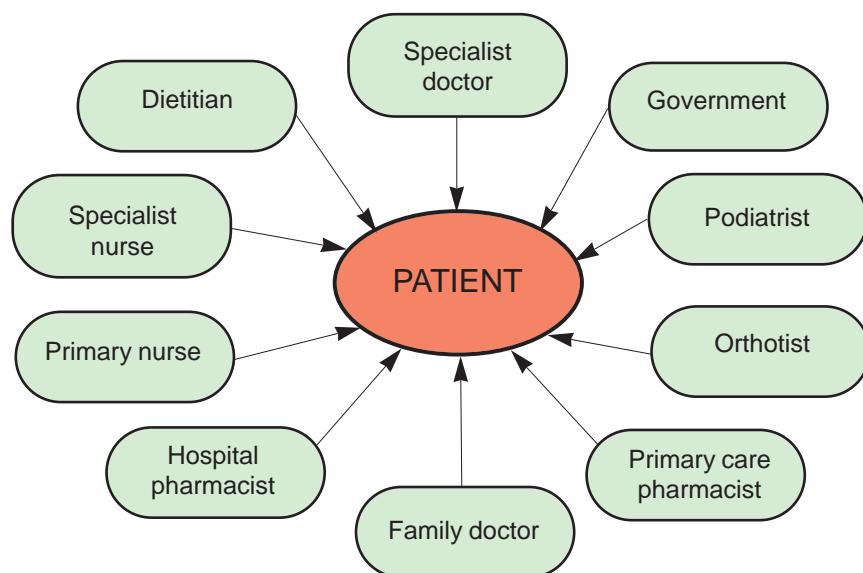 Specialist
doctor
Dietitian
Government
Specialist
nurse
Podiatrist
PATIENT
Primary nurse
Orthotist
Hospital
pharmacist
Primary care
pharmacist
Family doctor